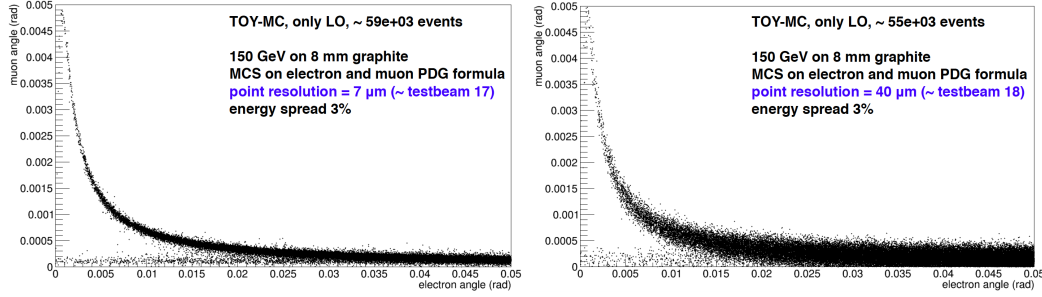 TOY-MC, only LO, ~ 59e+03 events
150 GeV on 8 mm graphite
MCS on electron and muon PDG formula
point resolution = 7 μm (~ testbeam 17)
energy spread 3%
muon angle (rad)
0.005
0.0045
0.004
0.0035
0.003
0.0025
0.002
0.0015
0.001
0.0005
0
0 0.005 0.01 0.015 0.02 0.025 0.03 0.035 0.04 0.045 0.05
electron angle (rad)
TOY-MC, only LO, ~ 55e+03 events
150 GeV on 8 mm graphite
MCS on electron and muon PDG formula
point resolution = 40 μm (~ testbeam 18)
energy spread 3%
muon angle (rad)
0.005
0.0045
0.004
0.0035
0.003
0.0025
0.002
0.0015
0.001
0.0005
0
0 0.005 0.01 0.015 0.02 0.025 0.03 0.035 0.04 0.045 0.05
electron angle (rad)